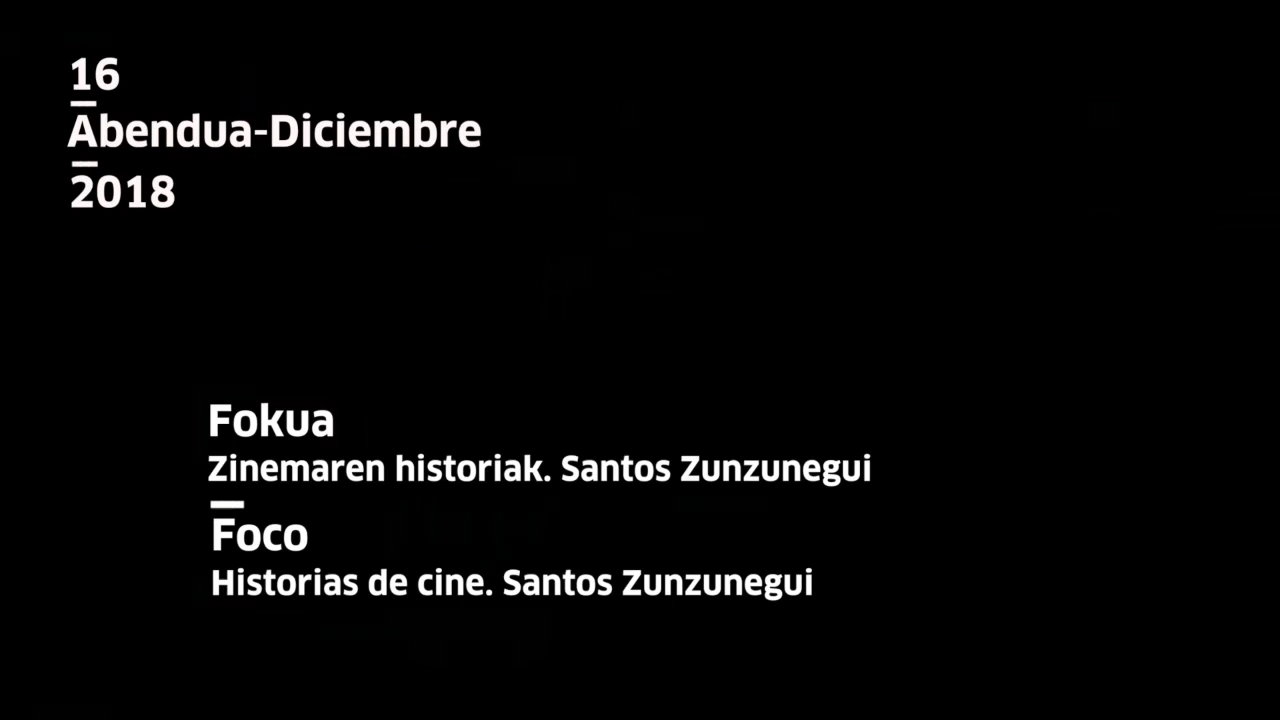 16
Abendua-Diciembre
2018
Fokua
Zinemaren historiak. Santos Zunzunegui
Foco
Historias de cine. Santos Zunzunegui